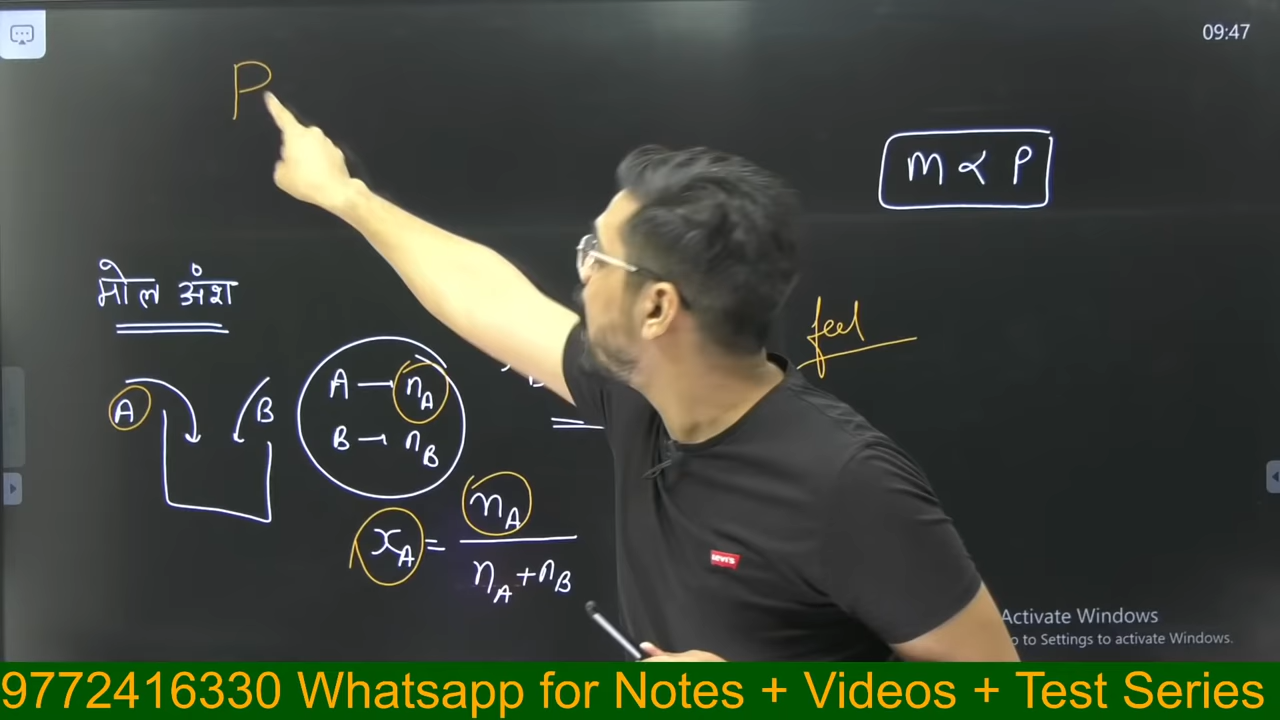 09:47
P
m ∝ P
मोल अंश
feel
A
B
A → nA
B → nB
xA = nA / nA + nB
LEVI'S
Activate Windows
o to Settings to activate Windows.
9772416330 Whatsapp for Notes + Videos + Test Series